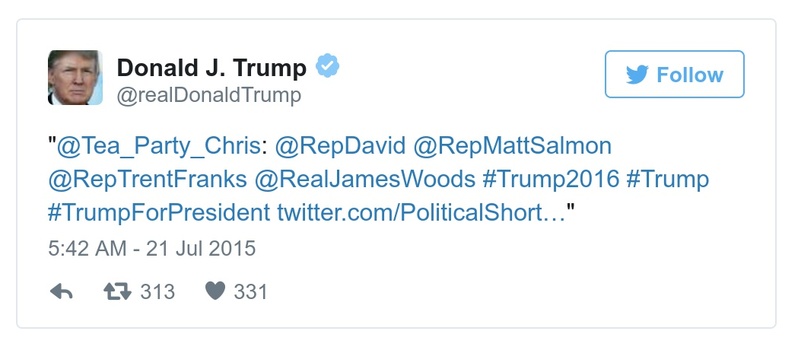 Donald J. Trump
@realDonaldTrump
Follow
"@Tea_Party_Chris: @RepDavid @RepMattSalmon
@RepTrentFranks @RealJamesWoods #Trump2016 #Trump
#TrumpForPresident twitter.com/PoliticalShort…"
5:42 AM - 21 Jul 2015
313 331